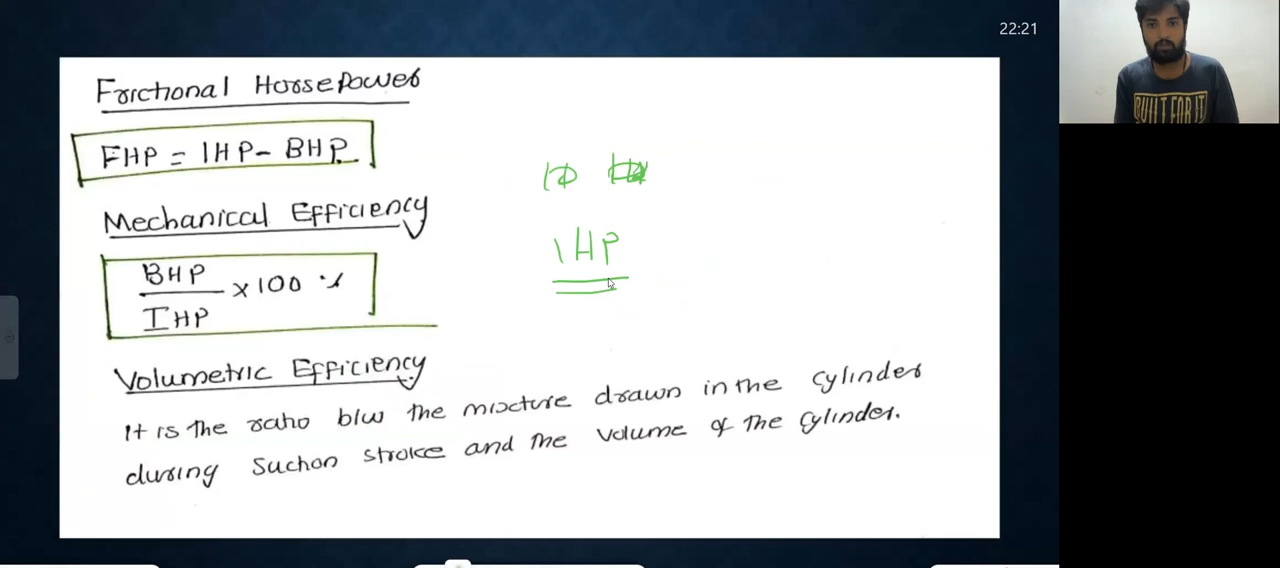 22:21
Frictional Horsepower
FHP = IHP - BHP
Mechanical Efficiency
BHP
IHP
× 100 %
IHP
Volumetric Efficiency
It is the ratio b/w the mixture drawn in the cylinder
during Suction stroke and the volume of the cylinder.
BUILT FOR IT